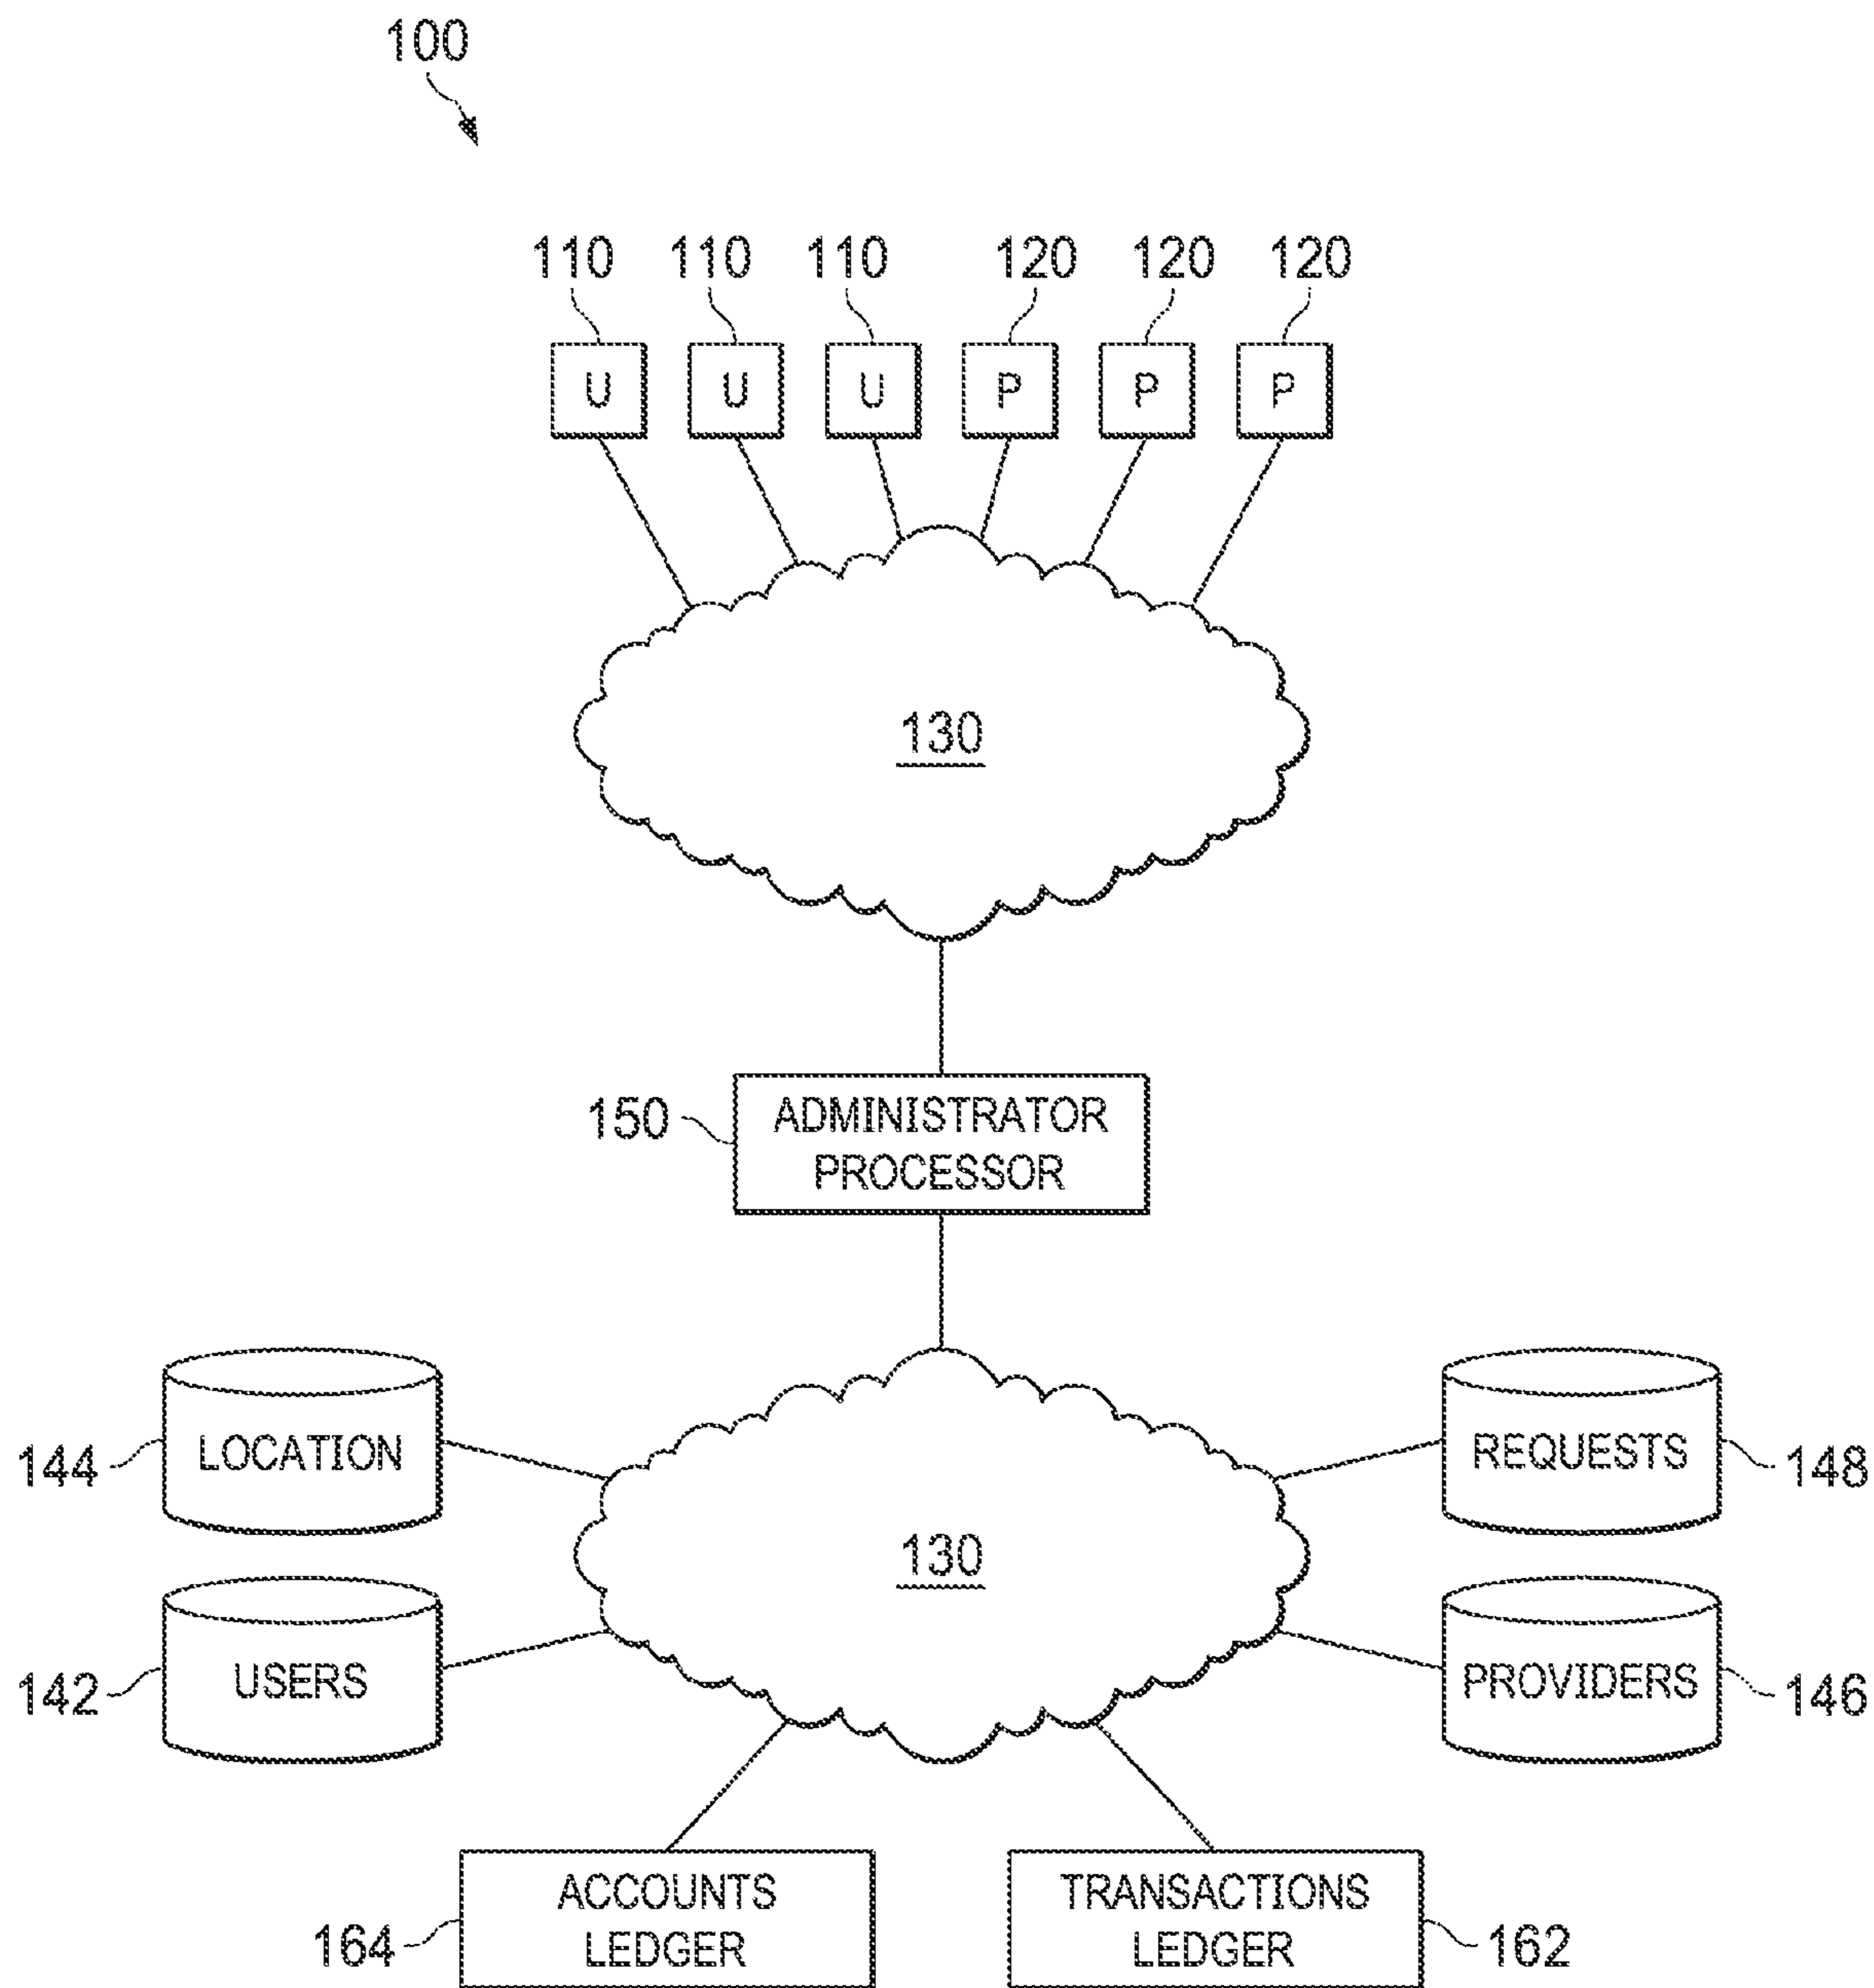 100
110 110 110 120 120 120
U U U P P P
130
150
ADMINISTRATOR
PROCESSOR
144
LOCATION
REQUESTS
148
130
142
USERS
PROVIDERS
146
164
ACCOUNTS
LEDGER
TRANSACTIONS
LEDGER
162